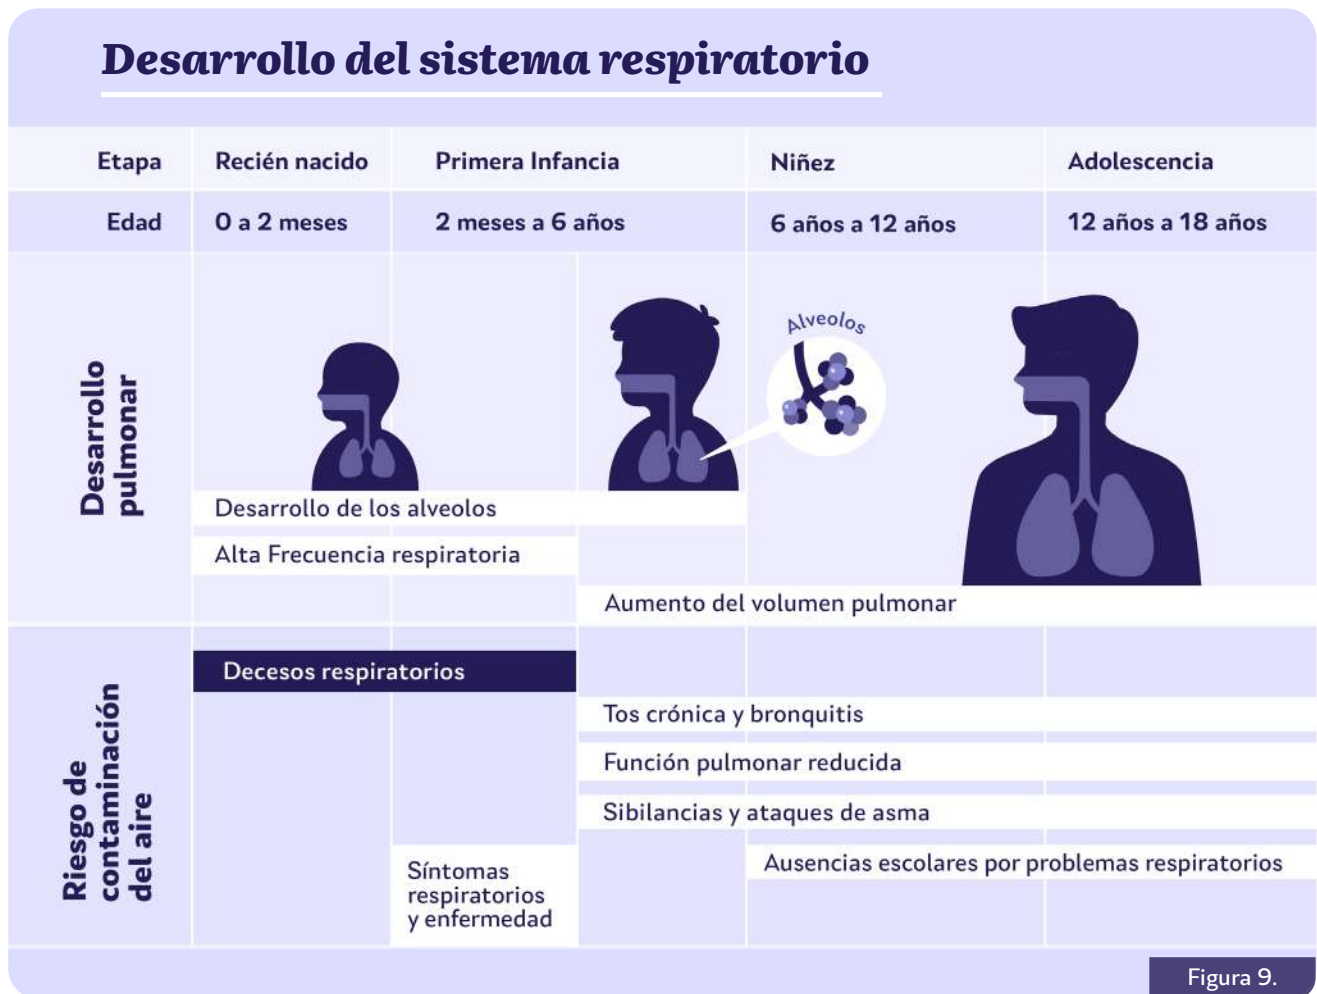 Desarrollo del sistema respiratorio
Etapa
Recién nacido
Primera Infancia
Niñez
Adolescencia
Edad
0 a 2 meses
2 meses a 6 años
6 años a 12 años
12 años a 18 años
Desarrollo
pulmonar
Alveolos
Desarrollo de los alveolos
Alta Frecuencia respiratoria
Aumento del volumen pulmonar
Riesgo de
contaminación
del aire
Decesos respiratorios
Tos crónica y bronquitis
Función pulmonar reducida
Sibilancias y ataques de asma
Ausencias escolares por problemas respiratorios
Síntomas
respiratorios
y enfermedad
Figura 9.